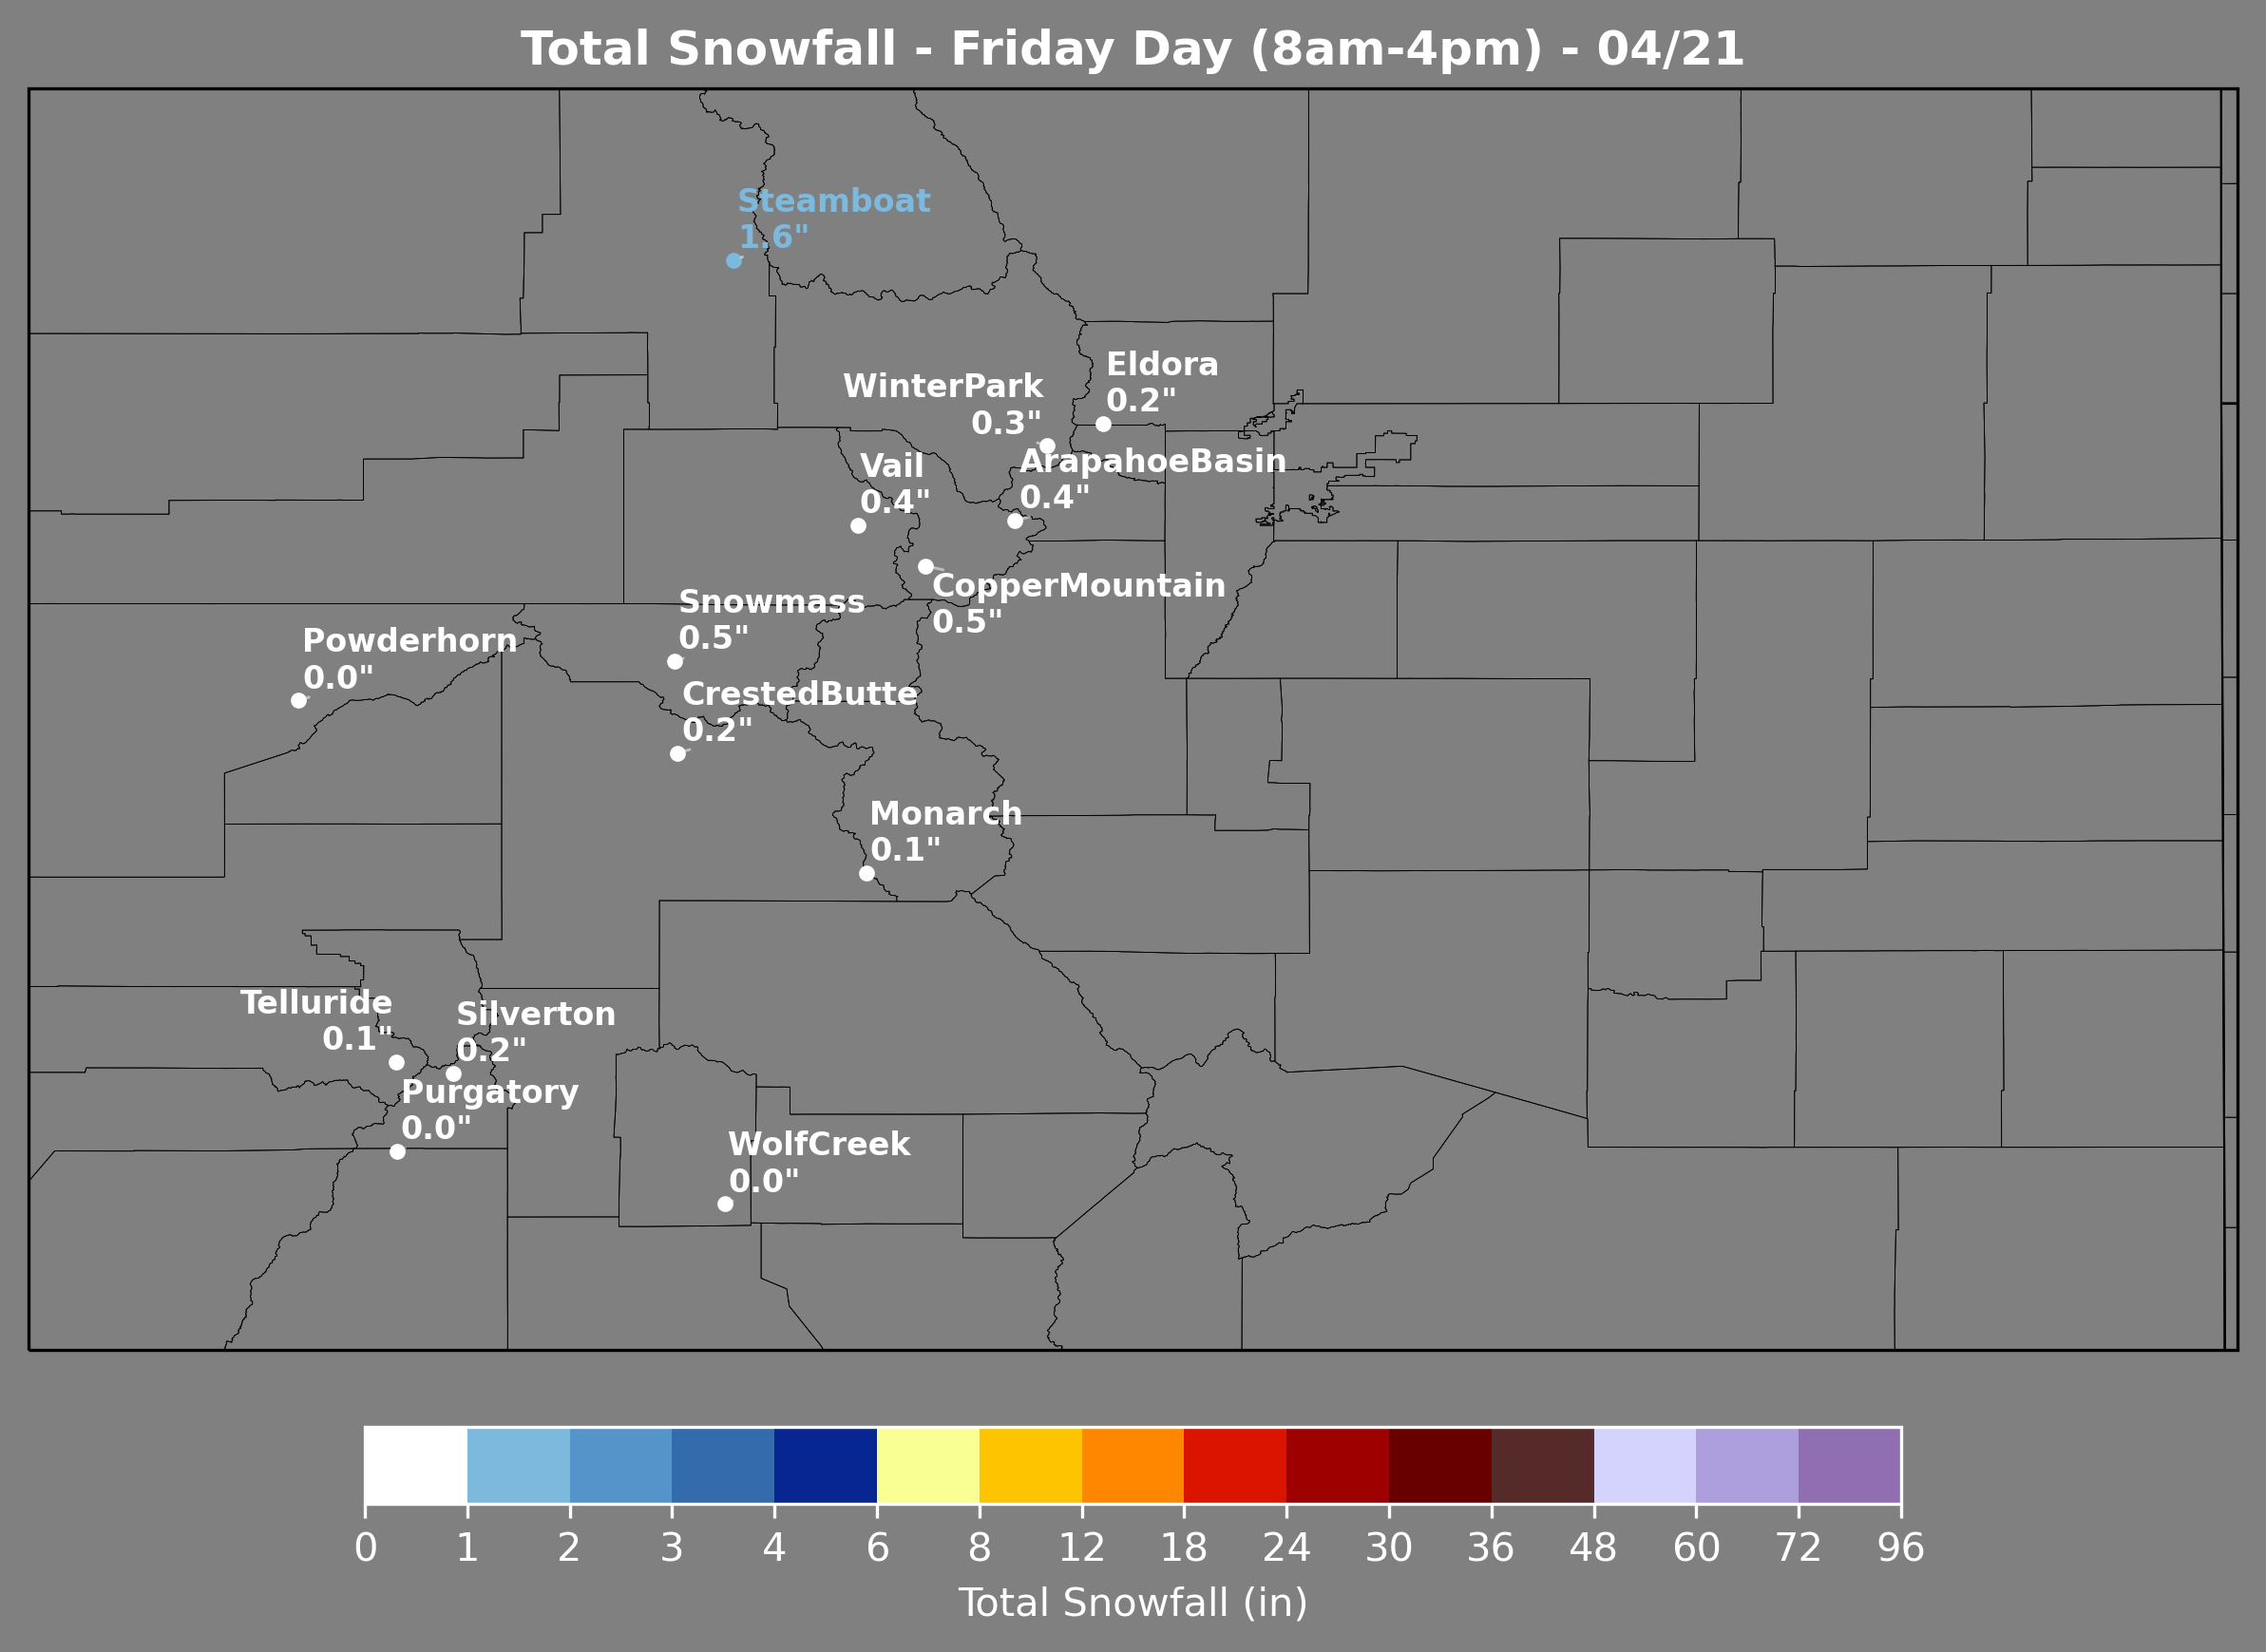 Total Snowfall - Friday Day (8am-4pm) - 04/21
Steamboat
1.6"
Eldora
0.2"
WinterPark
0.3"
ArapahoeBasin
0.4"
Vail
0.4"
CopperMountain
0.5"
Snowmass
0.5"
Powderhorn
0.0"
CrestedButte
0.2"
Monarch
0.1"
Telluride
0.1"
Silverton
0.2"
Purgatory
0.0"
WolfCreek
0.0"
0 1 2 3 4 6 8 12 18 24 30 36 48 60 72 96
Total Snowfall (in)